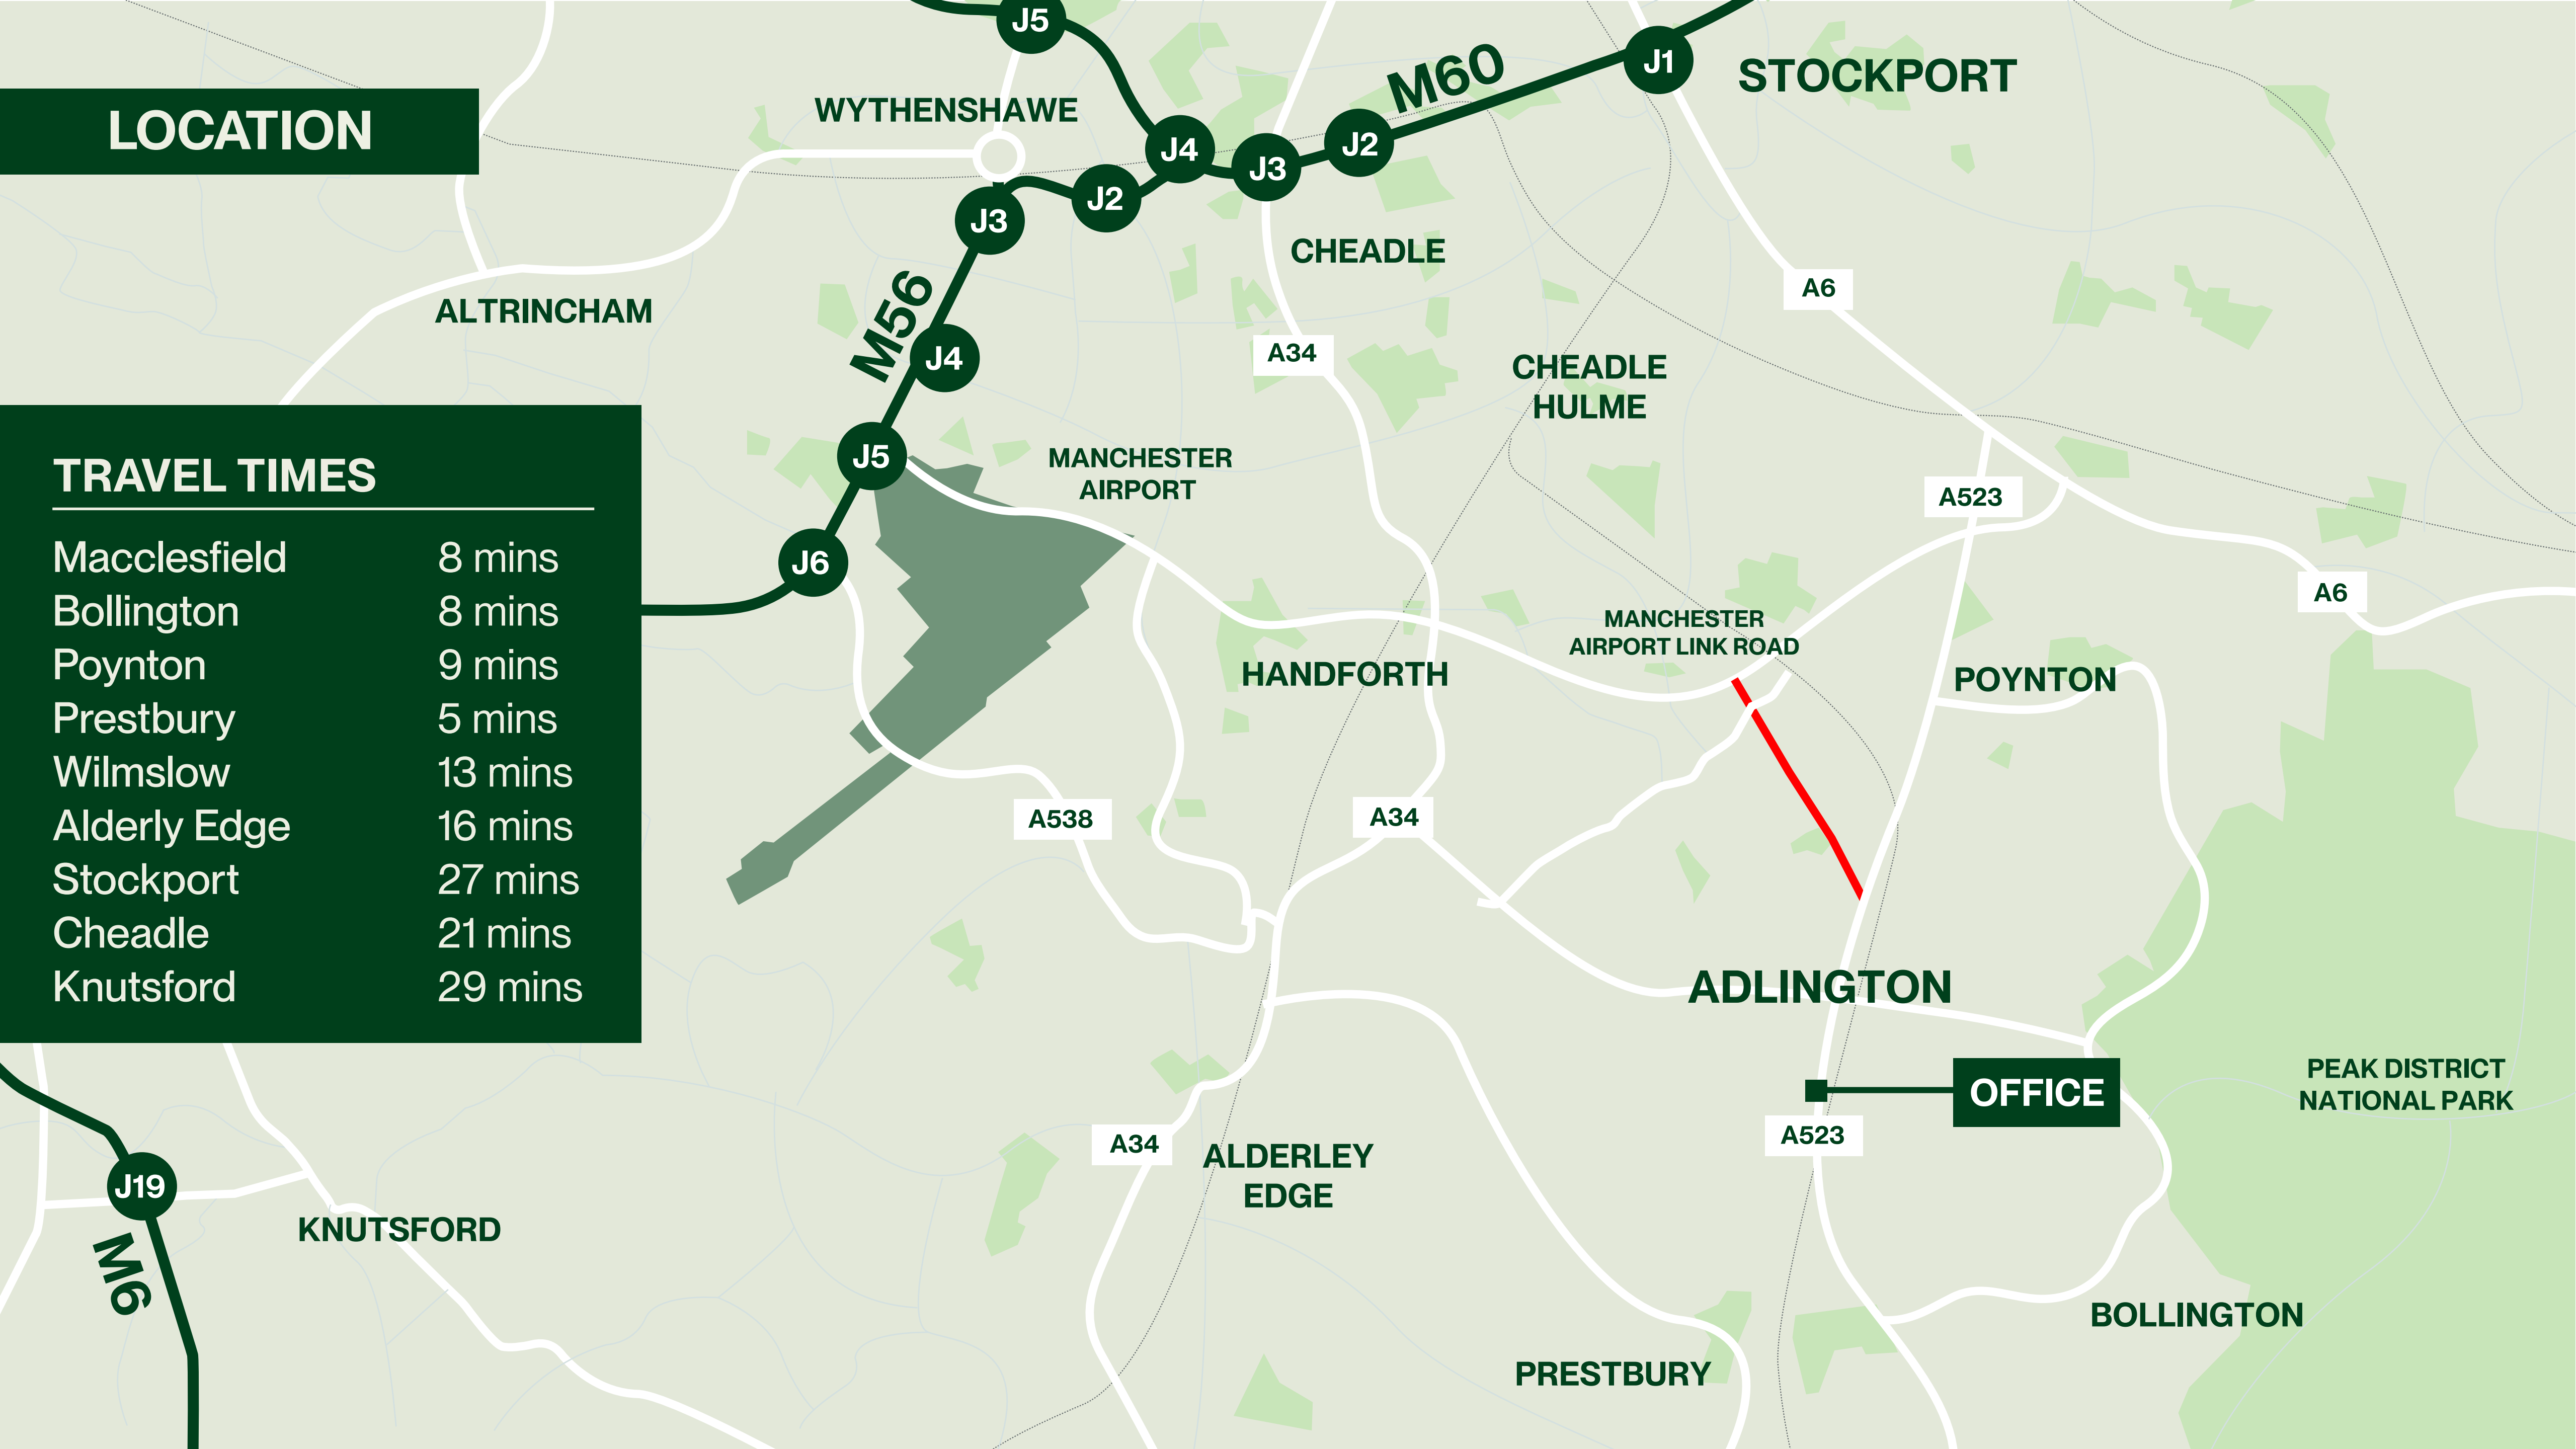 J5
J1
STOCKPORT
M60
WYTHENSHAWE
LOCATION
J4
J3
J2
J2
J3
CHEADLE
A6
ALTRINCHAM
M56
J4
A34
CHEADLE
HULME
J5
MANCHESTER
AIRPORT
A523
J6
A6
TRAVEL TIMES
Macclesfield 8 mins
Bollington 8 mins
Poynton 9 mins
Prestbury 5 mins
Wilmslow 13 mins
Alderly Edge 16 mins
Stockport 27 mins
Cheadle 21 mins
Knutsford 29 mins
MANCHESTER
AIRPORT LINK ROAD
HANDFORTH
POYNTON
A538
A34
ADLINGTON
OFFICE
PEAK DISTRICT
NATIONAL PARK
A523
A34
ALDERLEY
EDGE
J19
KNUTSFORD
M6
BOLLINGTON
PRESTBURY